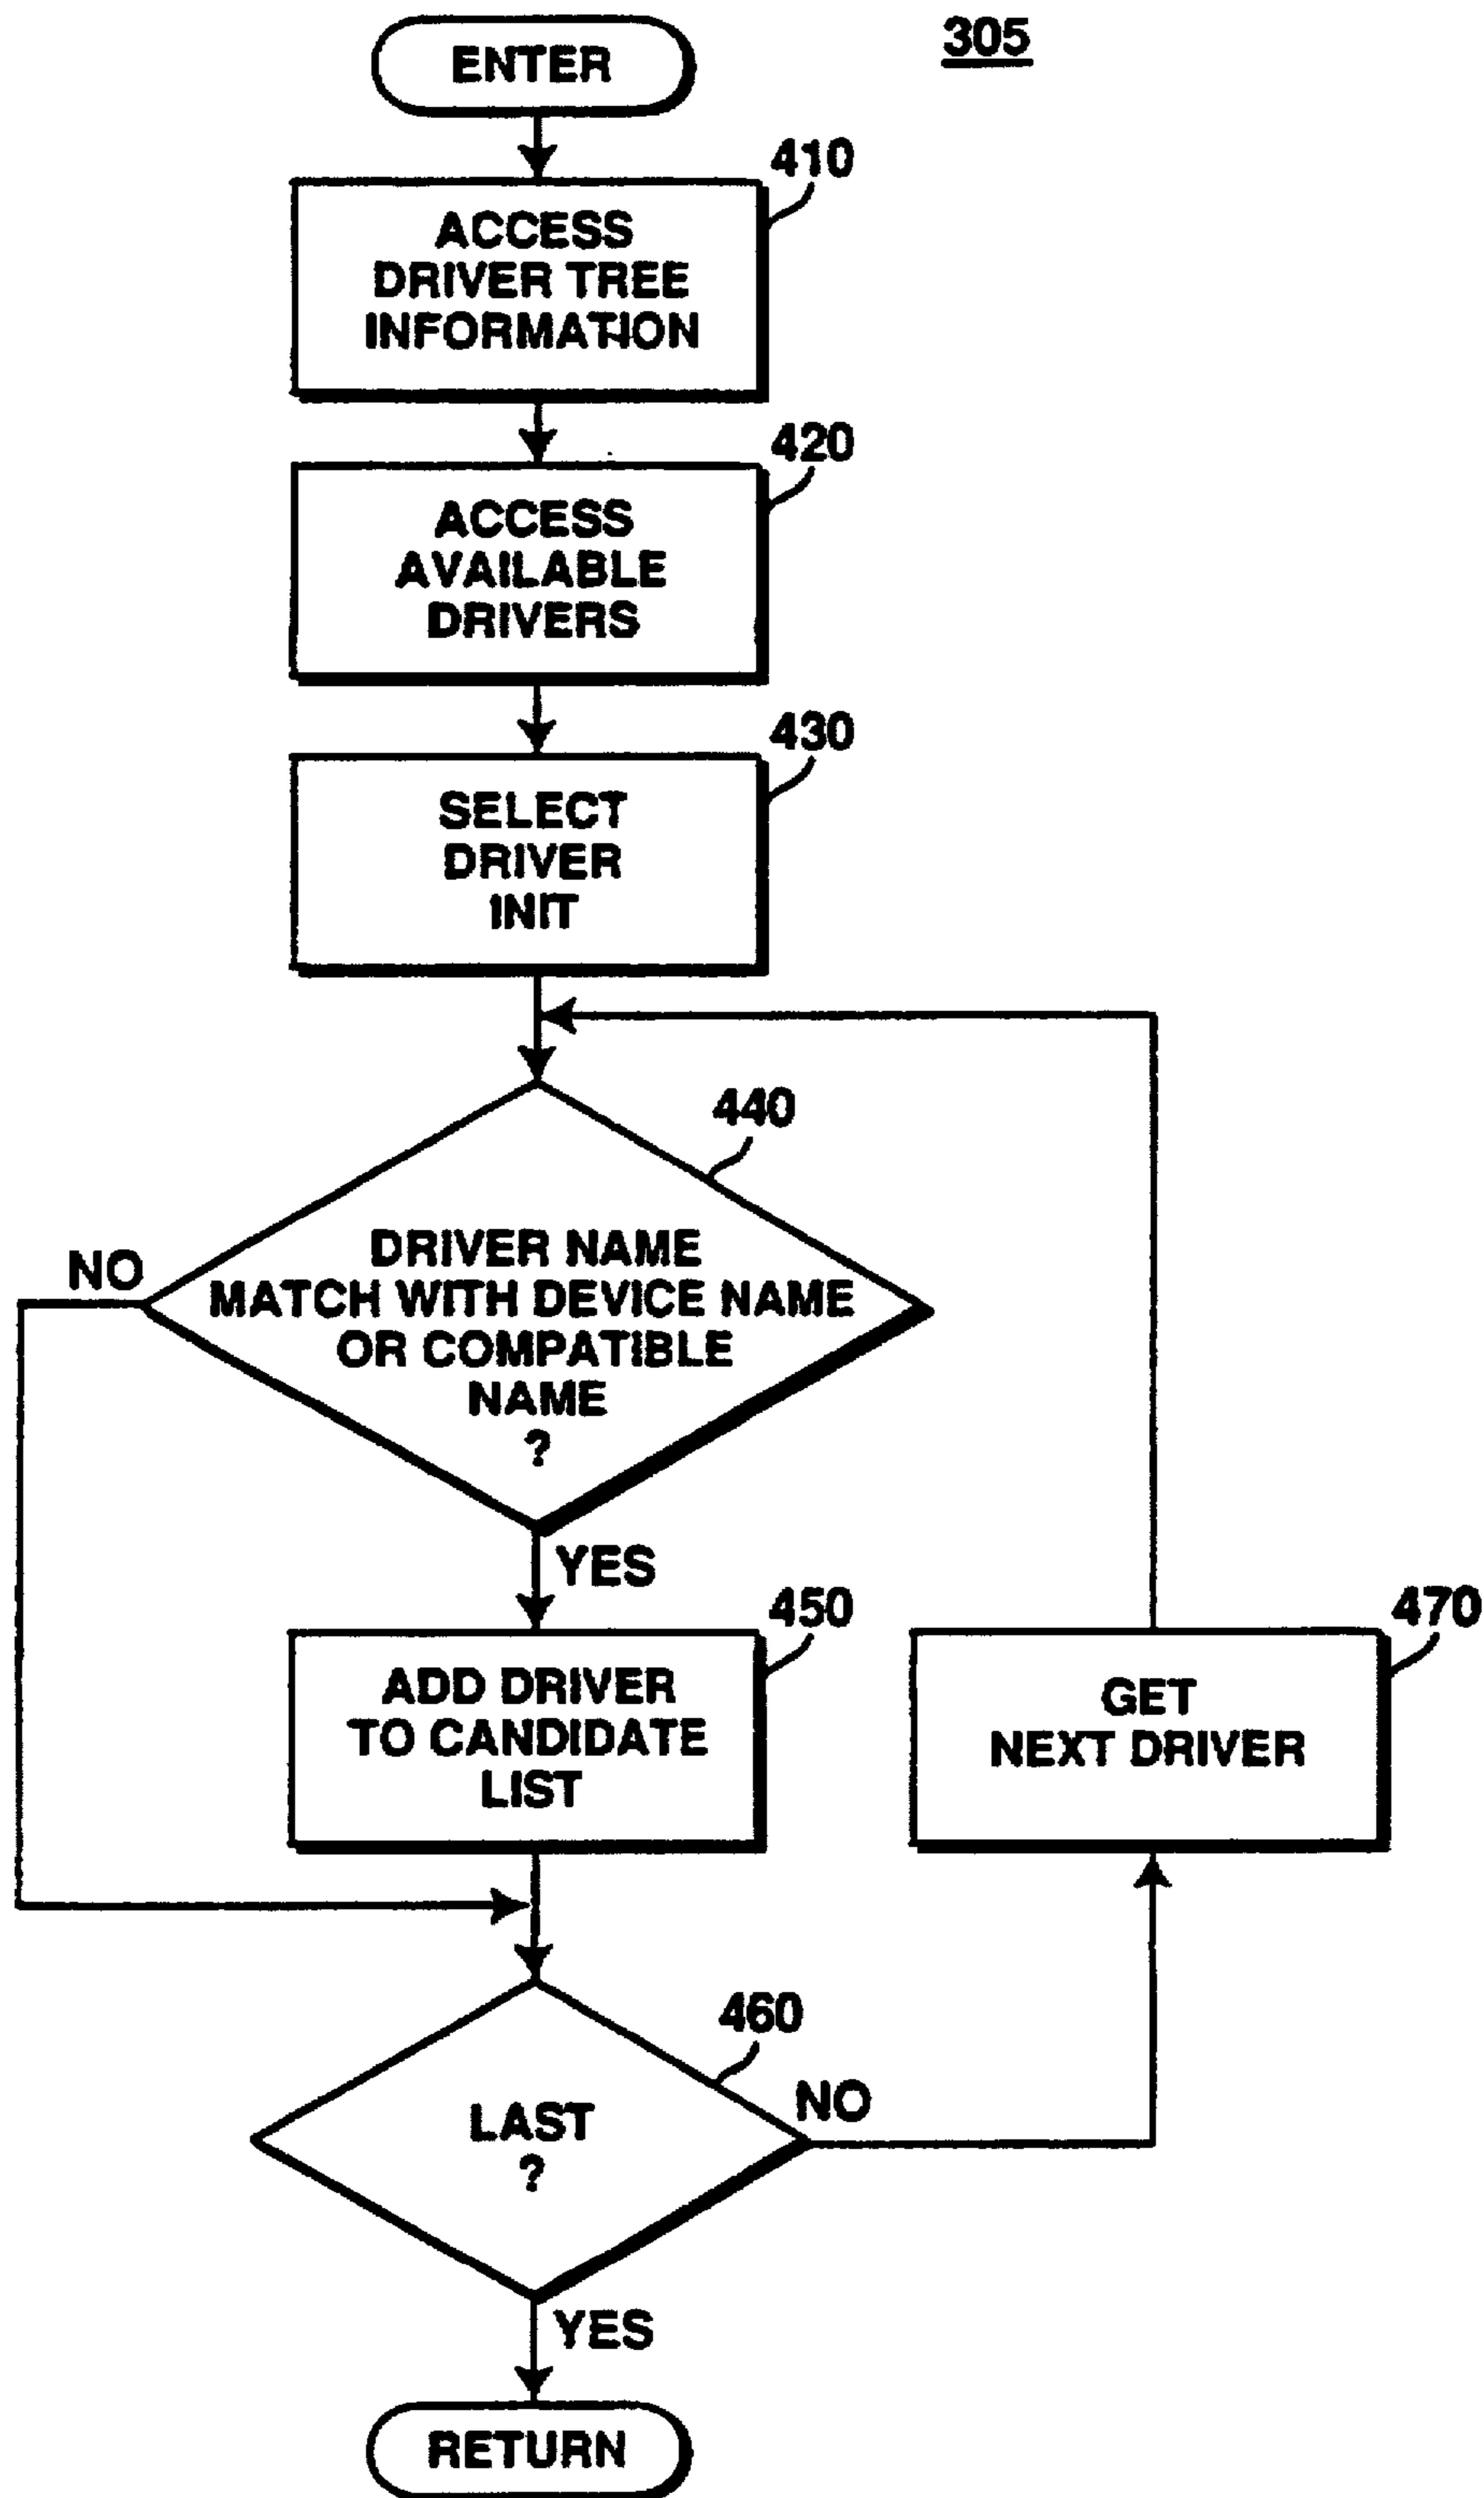 ENTER
305
410
ACCESS
DRIVER TREE
INFORMATION
420
ACCESS
AVAILABLE
DRIVERS
430
SELECT
DRIVER
INIT
440
DRIVER NAME
MATCH WITH DEVICE NAME
OR COMPATIBLE
NAME
?
NO
YES
450
ADD DRIVER
TO CANDIDATE
LIST
470
GET
NEXT DRIVER
460
LAST
?
NO
YES
RETURN